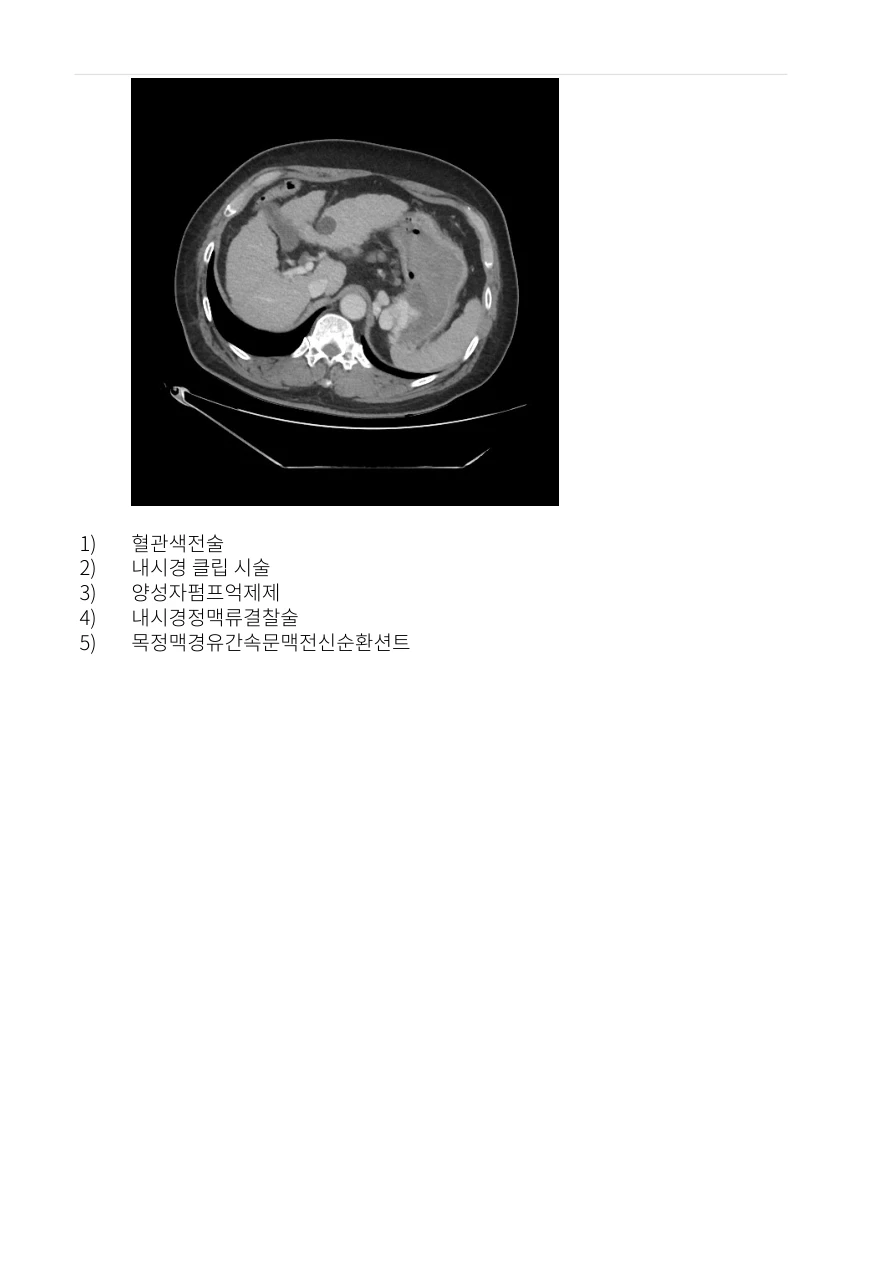 1) 혈관색전술
2) 내시경 클립 시술
3) 양성자펌프억제제
4) 내시경정맥류결찰술
5) 목정맥경유간속문맥전신순환션트